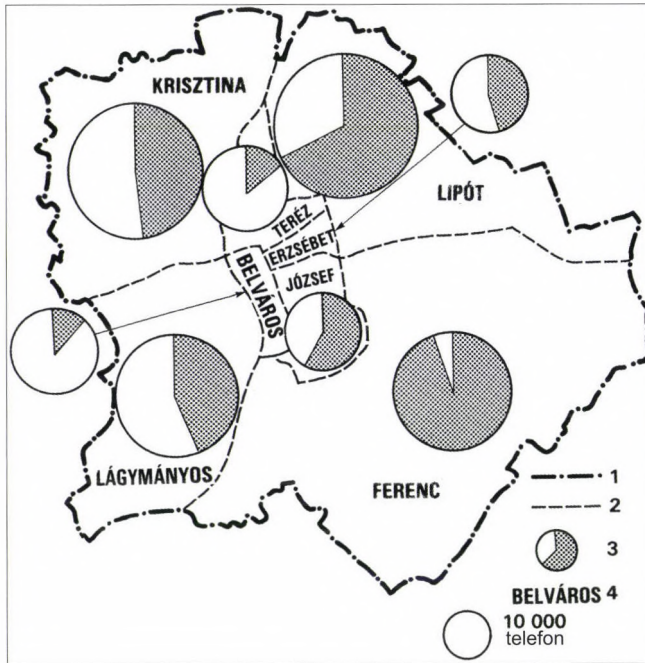 KRISZTINA
LIPÓT
TERÉZ
ERZSÉBET
BELVÁROS
JÓZSEF
LÁGYMÁNYOS
FERENC
1
2
3
BELVÁROS 4
10 000
telefon